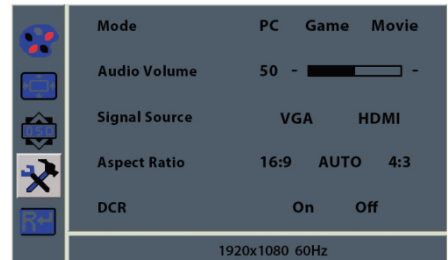 Mode PC Game Movie
Audio Volume 50 - -
OSD
Signal Source VGA HDMI
Aspect Ratio 16:9 AUTO 4:3
R
DCR On Off
1920x1080 60Hz